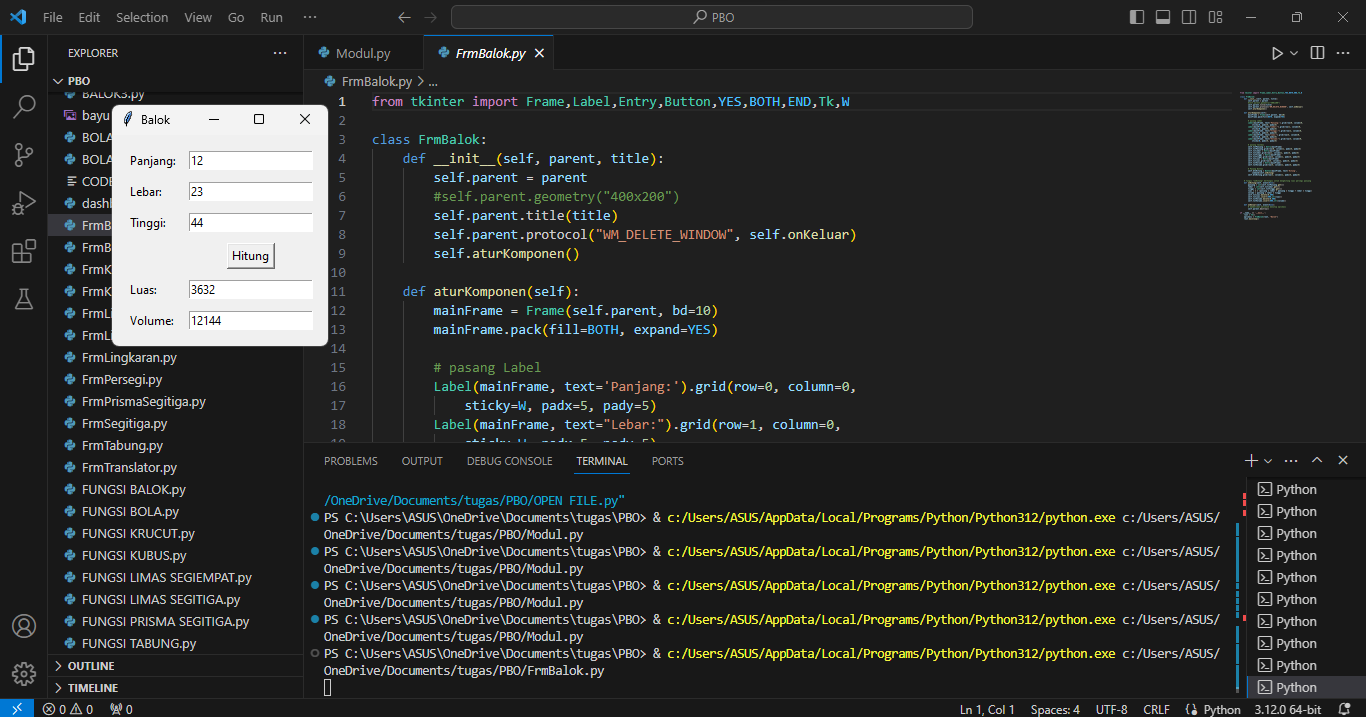 File Edit Selection View Go Run ··· PBO
EXPLORER ···
PBO
BALOK3.py
bayu
BOLA
BOLA
CODE
dashl
FrmB
FrmB
FrmK
FrmK
FrmLi
FrmLi
FrmLingkaran.py
FrmPersegi.py
FrmPrismaSegitiga.py
FrmSegitiga.py
FrmTabung.py
FrmTranslator.py
FUNGSI BALOK.py
FUNGSI BOLA.py
FUNGSI KRUCUT.py
FUNGSI KUBUS.py
FUNGSI LIMAS SEGIEMPAT.py
FUNGSI LIMAS SEGITIGA.py
FUNGSI PRISMA SEGITIGA.py
FUNGSI TABUNG.py
OUTLINE
TIMELINE
Balok
Panjang: 12
Lebar: 23
Tinggi: 44
Hitung
Luas: 3632
Volume: 12144
Modul.py FrmBalok.py
FrmBalok.py > ...
1 from tkinter import Frame,Label,Entry,Button,YES,BOTH,END,Tk,W
2
3 class FrmBalok:
4 def __init__(self, parent, title):
5 self.parent = parent
6 #self.parent.geometry("400x200")
7 self.parent.title(title)
8 self.parent.protocol("WM_DELETE_WINDOW", self.onKeluar)
9 self.aturKomponen()
10
11 def aturKomponen(self):
12 mainFrame = Frame(self.parent, bd=10)
13 mainFrame.pack(fill=BOTH, expand=YES)
14
15 # pasang Label
16 Label(mainFrame, text='Panjang:').grid(row=0, column=0,
17 sticky=W, padx=5, pady=5)
18 Label(mainFrame, text="Lebar:").grid(row=1, column=0,
19 sticky=W, padx=5, pady=5)
PROBLEMS OUTPUT DEBUG CONSOLE TERMINAL PORTS
/OneDrive/Documents/tugas/PBO/OPEN FILE.py"
PS C:\Users\ASUS\OneDrive\Documents\tugas\PBO> & c:/Users/ASUS/AppData/Local/Programs/Python/Python312/python.exe c:/Users/ASUS/
OneDrive/Documents/tugas/PBO/Modul.py
PS C:\Users\ASUS\OneDrive\Documents\tugas\PBO> & c:/Users/ASUS/AppData/Local/Programs/Python/Python312/python.exe c:/Users/ASUS/
OneDrive/Documents/tugas/PBO/Modul.py
PS C:\Users\ASUS\OneDrive\Documents\tugas\PBO> & c:/Users/ASUS/AppData/Local/Programs/Python/Python312/python.exe c:/Users/ASUS/
OneDrive/Documents/tugas/PBO/Modul.py
PS C:\Users\ASUS\OneDrive\Documents\tugas\PBO> & c:/Users/ASUS/AppData/Local/Programs/Python/Python312/python.exe c:/Users/ASUS/
OneDrive/Documents/tugas/PBO/Modul.py
PS C:\Users\ASUS\OneDrive\Documents\tugas\PBO> & c:/Users/ASUS/AppData/Local/Programs/Python/Python312/python.exe c:/Users/ASUS/
OneDrive/Documents/tugas/PBO/FrmBalok.py
Python
Python
Python
Python
Python
Python
Python
Python
Python
Python
0 0 0 Ln 1, Col 1 Spaces: 4 UTF-8 CRLF Python 3.12.0 64-bit